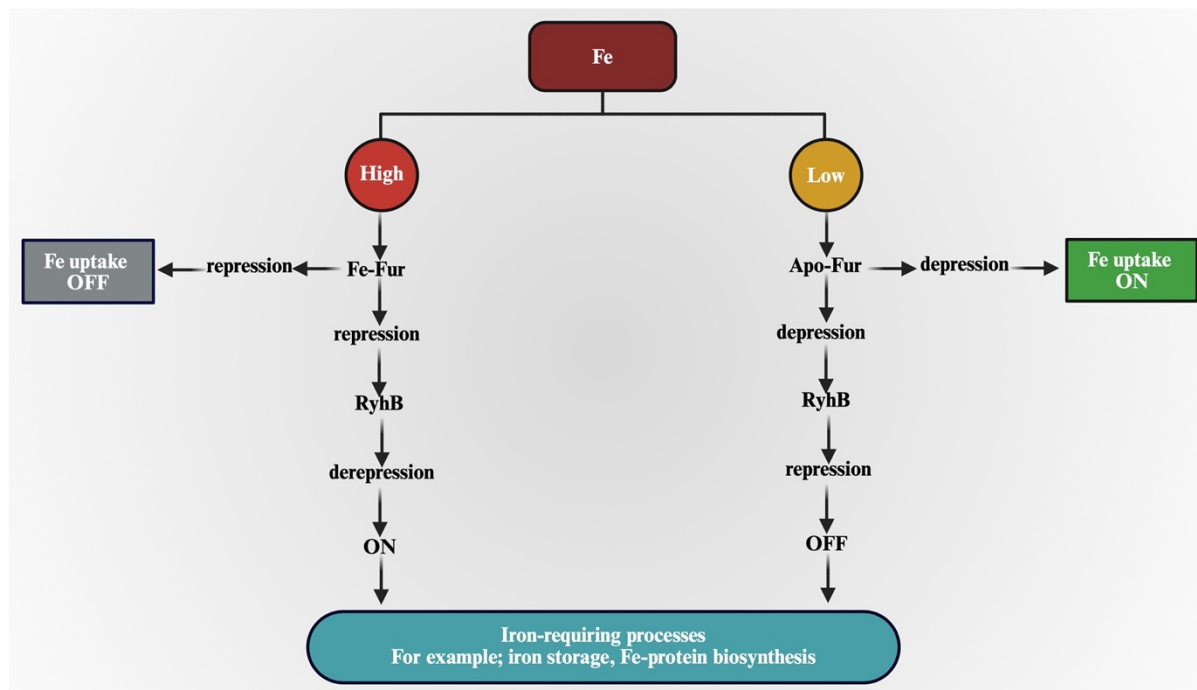 Fe
High
Low
Fe uptake
OFF
repression
Fe-Fur
Apo-Fur
depression
Fe uptake
ON
repression
depression
RyhB
RyhB
derepression
repression
ON
OFF
Iron-requiring processes
For example; iron storage, Fe-protein biosynthesis